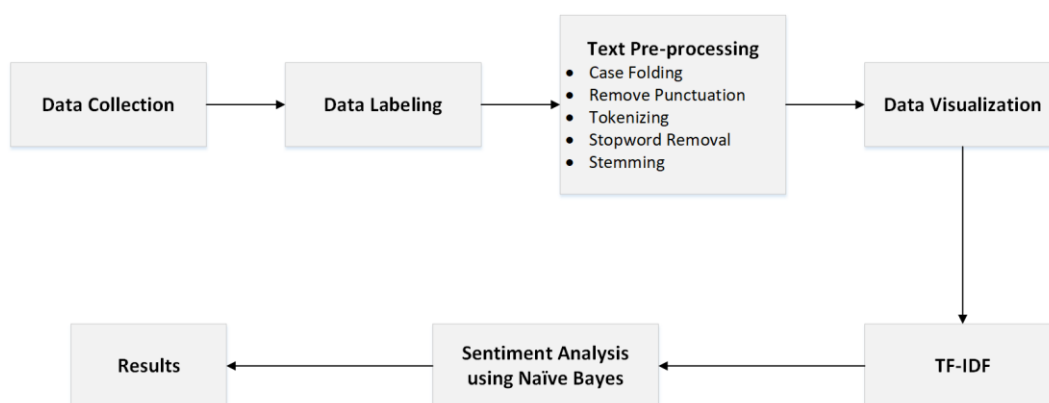 Data Collection
Data Labeling
Text Pre-processing
• Case Folding
• Remove Punctuation
• Tokenizing
• Stopword Removal
• Stemming
Data Visualization
TF-IDF
Sentiment Analysis
using Naïve Bayes
Results